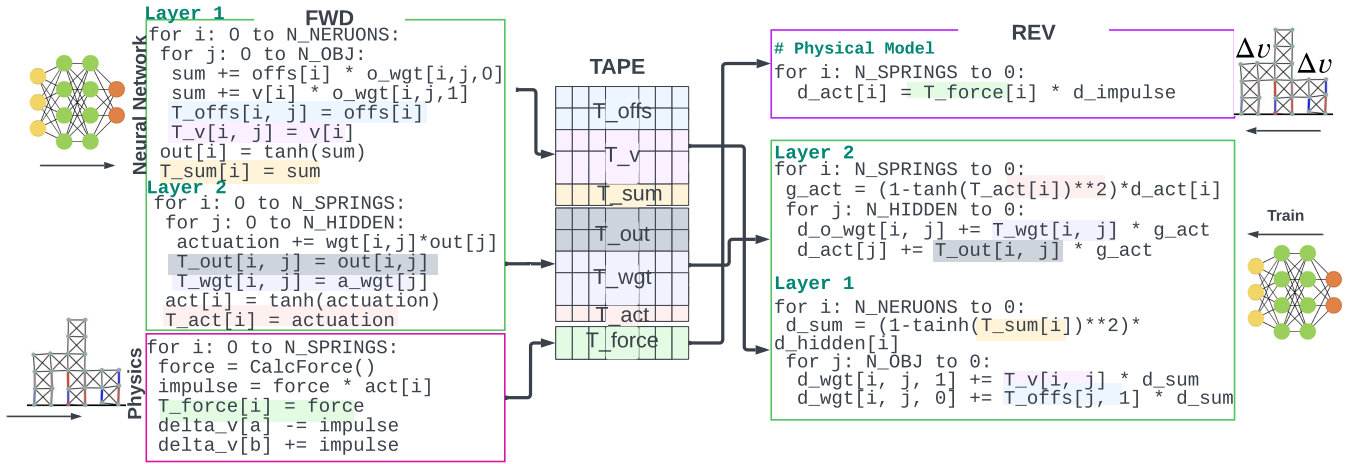 FWD
Layer 1
for i: O to N_NERUONS:
for j: O to N_OBJ:
sum += offs[i] * o_wgt[i,j,0]
sum += v[i] * o_wgt[i,j,1]
T_offs[i, j] = offs[i]
T_v[i, j] = v[i]
out[i] = tanh(sum)
T_sum[i] = sum
Layer 2
for i: O to N_SPRINGS:
for j: O to N_HIDDEN:
actuation += wgt[i,j]*out[j]
T_out[i, j] = out[i,j]
T_wgt[i, j] = a_wgt[j]
act[i] = tanh(actuation)
T_act[i] = actuation
Neural Network
for i: O to N_SPRINGS:
force = CalcForce()
impulse = force * act[i]
T_force[i] = force
delta_v[a] -= impulse
delta_v[b] += impulse
Physics
TAPE
T_offs
T_v
T_sum
T_out
T_wgt
T_act
T_force
REV
# Physical Model
for i: N_SPRINGS to 0:
d_act[i] = T_force[i] * d_impulse
Δv
Δv
Layer 2
for i: N_SPRINGS to 0:
g_act = (1-tanh(T_act[i])**2)*d_act[i]
for j: N_HIDDEN to 0:
d_o_wgt[i, j] += T_wgt[i, j] * g_act
d_act[j] += T_out[i, j] * g_act
Layer 1
for i: N_NERUONS to 0:
d_sum = (1-tainh(T_sum[i])**2)*
d_hidden[i]
for j: N_OBJ to 0:
d_wgt[i, j, 1] += T_v[i, j] * d_sum
d_wgt[i, j, 0] += T_offs[j, 1] * d_sum
Train